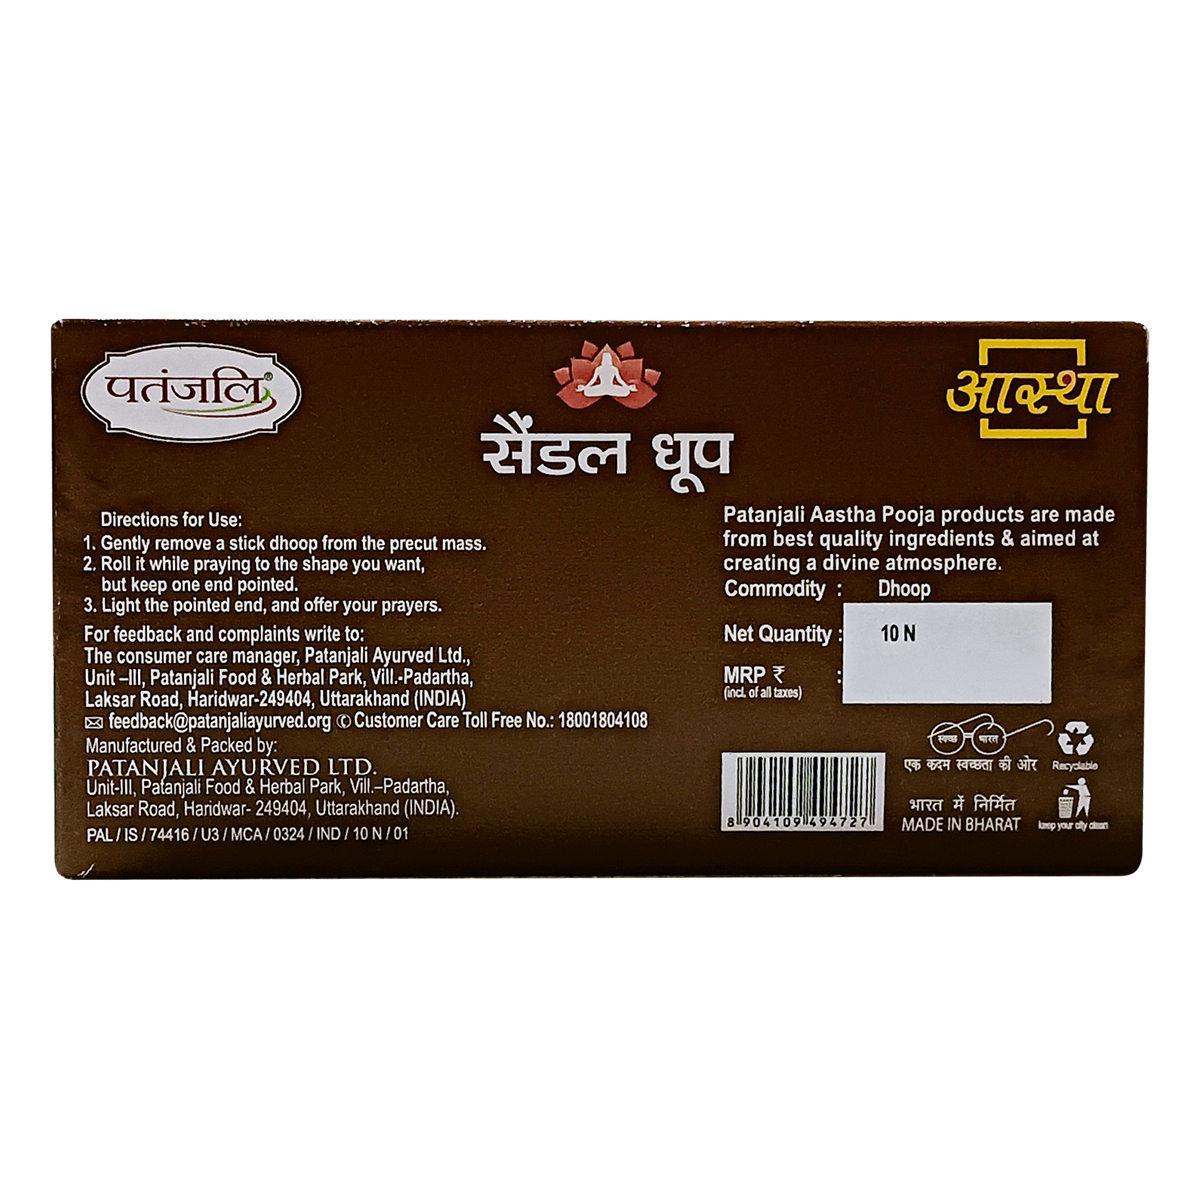 पतंजलि®
सैंडल धूप
आस्था
Directions for Use:
1. Gently remove a stick dhoop from the precut mass.
2. Roll it while praying to the shape you want,
but keep one end pointed.
3. Light the pointed end, and offer your prayers.
For feedback and complaints write to:
The consumer care manager, Patanjali Ayurved Ltd.,
Unit –III, Patanjali Food & Herbal Park, Vill.-Padartha,
Laksar Road, Haridwar-249404, Uttarakhand (INDIA)
feedback@patanjaliayurved.org Customer Care Toll Free No.: 18001804108
Manufactured & Packed by:
PATANJALI AYURVED LTD.
Unit-III, Patanjali Food & Herbal Park, Vill.–Padartha,
Laksar Road, Haridwar- 249404, Uttarakhand (INDIA).
PAL / IS / 74416 / U3 / MCA / 0324 / IND / 10 N / 01
Patanjali Aastha Pooja products are made
from best quality ingredients & aimed at
creating a divine atmosphere.
Commodity : Dhoop
Net Quantity : 10 N
MRP ₹ :
(incl. of all taxes)
8 904109 494727
स्वच्छ भारत
एक कदम स्वच्छता की ओर
Recyclable
भारत में निर्मित
MADE IN BHARAT
keep your city clean